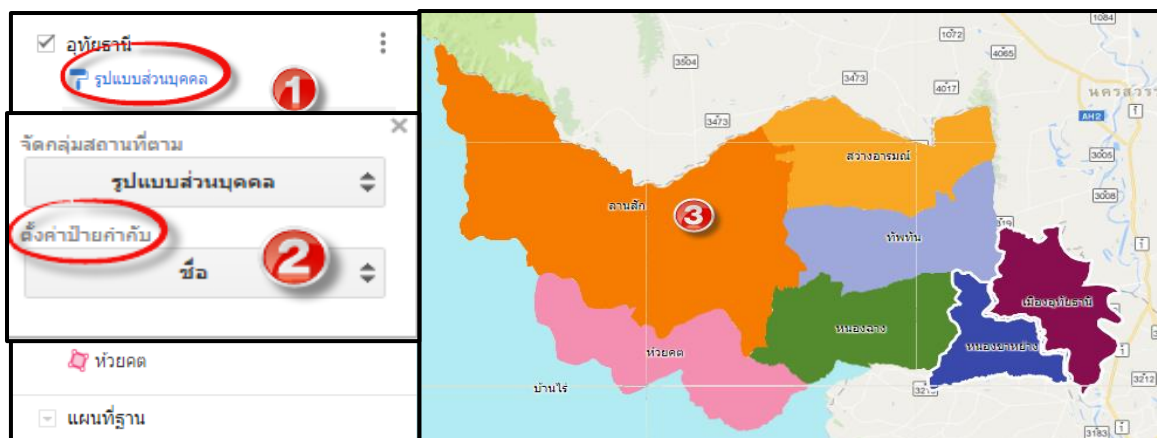 อุทัยธานี
รูปแบบส่วนบุคคล
1
จัดกลุ่มสถานที่ตาม
รูปแบบส่วนบุคคล
ตั้งค่าป้ายกำกับ
2
ชื่อ
ห้วยคต
แผนที่ฐาน
1084
1072
4065
3504
3473
4017
นครสวรร
AH2
1
3473
สว่างอารมณ์
3005
3008
ลานสัก
3
ทัพทัน
319
1
เมืองอุทัยธานี
หนองฉาง
หนองขาหย่าง
ห้วยคต
บ้านไร่
1
3212
3183
1